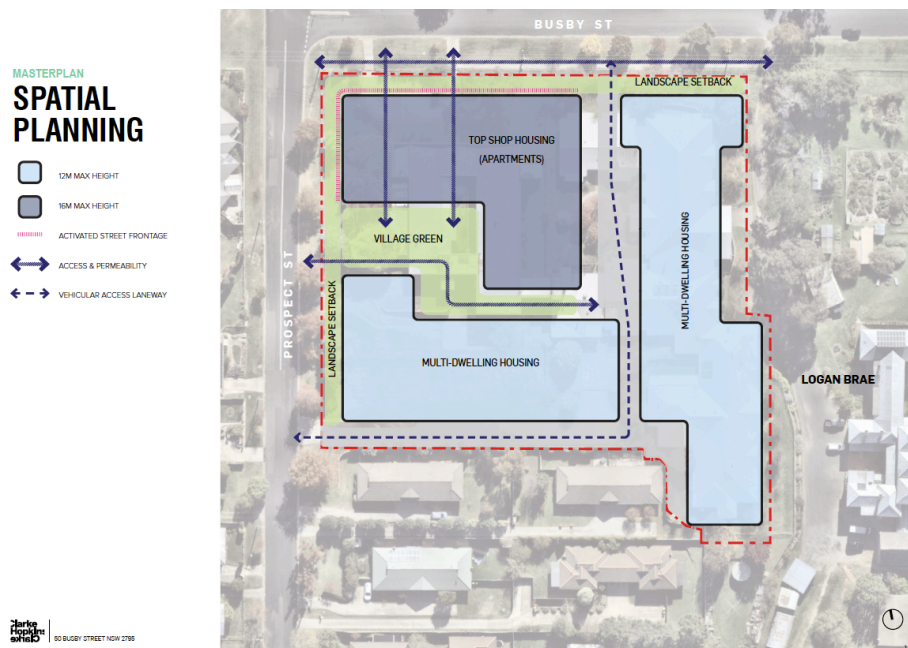 MASTERPLAN
SPATIAL
PLANNING
12M MAX HEIGHT
16M MAX HEIGHT
ACTIVATED STREET FRONTAGE
ACCESS & PERMEABILITY
VEHICULAR ACCESS LANEWAY
BUSBY ST
LANDSCAPE SETBACK
TOP SHOP HOUSING
(APARTMENTS)
VILLAGE GREEN
PROSPECT ST
LANDSCAPE SETBACK
MULTI-DWELLING HOUSING
MULTI-DWELLING HOUSING
LOGAN BRAE
Clarke
Hopkins
Clarke
50 BUSBY STREET NSW 2795